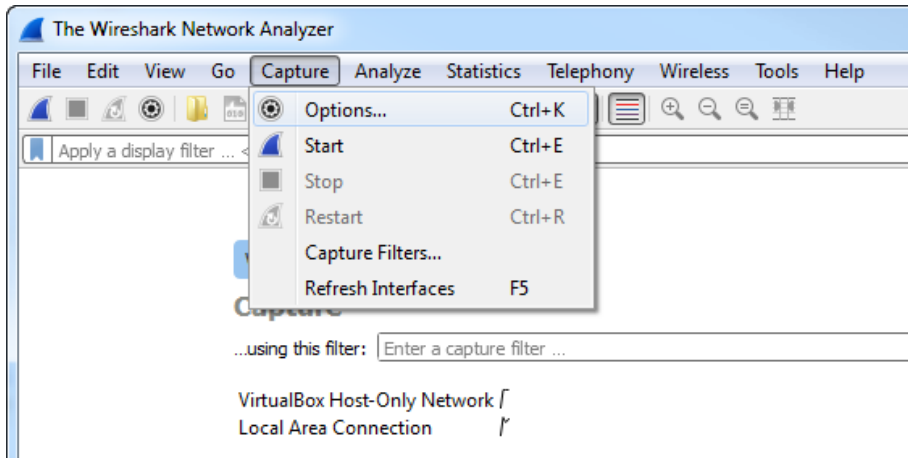 The Wireshark Network Analyzer
File Edit View Go Capture Analyze Statistics Telephony Wireless Tools Help
Options... Ctrl+K
Apply a display filter ... <
Start Ctrl+E
Stop Ctrl+E
Restart Ctrl+R
Capture Filters...
Refresh Interfaces F5
Capture
...using this filter: Enter a capture filter ...
VirtualBox Host-Only Network
Local Area Connection